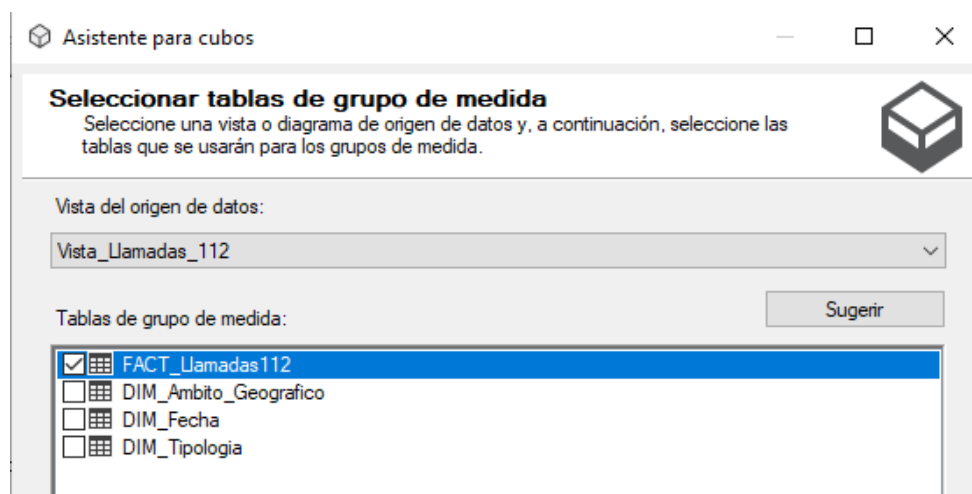 Asistente para cubos
Seleccionar tablas de grupo de medida
Seleccione una vista o diagrama de origen de datos y, a continuación, seleccione las
tablas que se usarán para los grupos de medida.
Vista del origen de datos:
Vista_Llamadas_112
Sugerir
Tablas de grupo de medida:
FACT_Llamadas112
DIM_Ambito_Geografico
DIM_Fecha
DIM_Tipologia